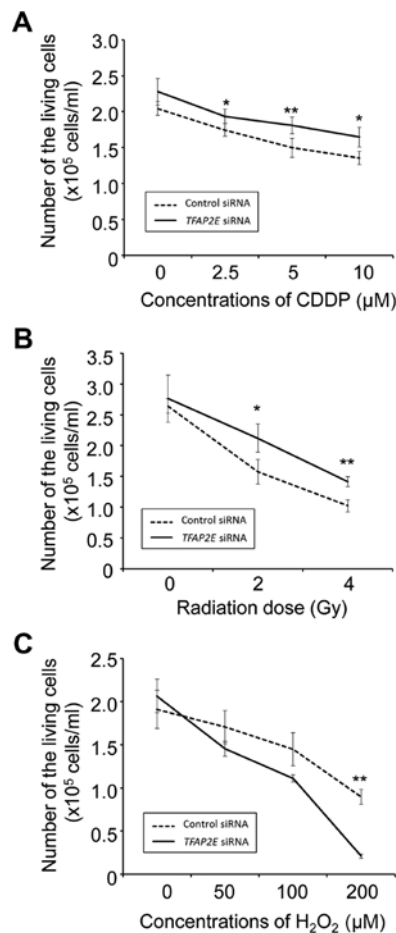 A
Number of the living cells
(x10⁵ cells/ml)
3.0
2.5
2.0
1.5
1.0
0.5
0
*
**
*
Control siRNA
TFAP2E siRNA
0 2.5 5 10
Concentrations of CDDP (µM)
B
Number of the living cells
(x10⁵ cells/ml)
3.5
3.0
2.5
2.0
1.5
1.0
0.5
0
*
**
Control siRNA
TFAP2E siRNA
0 2 4
Radiation dose (Gy)
C
Number of the living cells
(x10⁵ cells/ml)
2.5
2.0
1.5
1.0
0.5
0
**
Control siRNA
TFAP2E siRNA
0 50 100 200
Concentrations of H₂O₂ (µM)